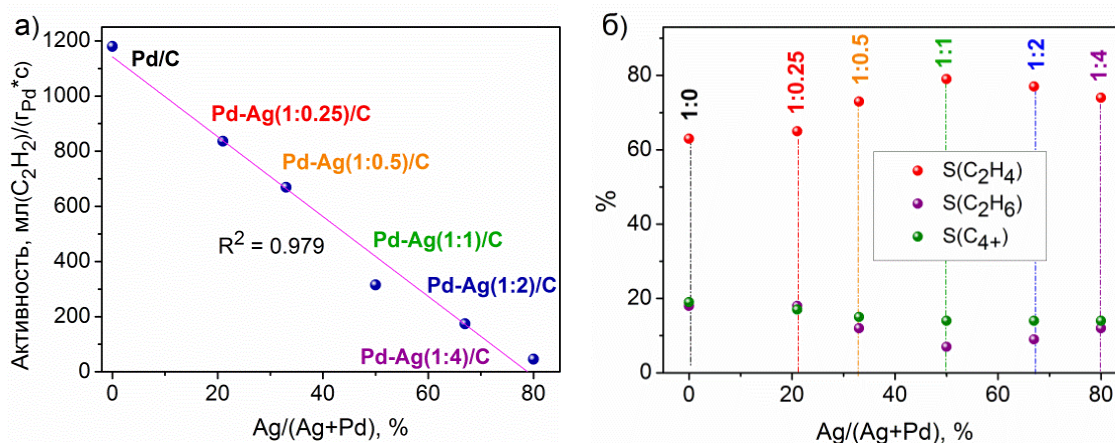 а)
Активность, мл(C₂H₂)/(гPd*с)
1200
1000
800
600
400
200
0
Pd/C
Pd-Ag(1:0.25)/C
Pd-Ag(1:0.5)/C
Pd-Ag(1:1)/C
R² = 0.979
Pd-Ag(1:2)/C
Pd-Ag(1:4)/C
0 20 40 60 80
Ag/(Ag+Pd), %
б)
%
80
60
40
20
0
1:0
1:0.25
1:0.5
1:1
1:2
1:4
S(C₂H₄)
S(C₂H₆)
S(C₄₊)
0 20 40 60 80
Ag/(Ag+Pd), %